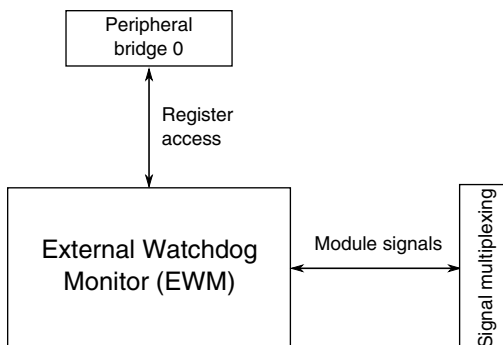 Peripheral
bridge 0
Register
access
External Watchdog
Monitor (EWM)
Module signals
Signal multiplexing